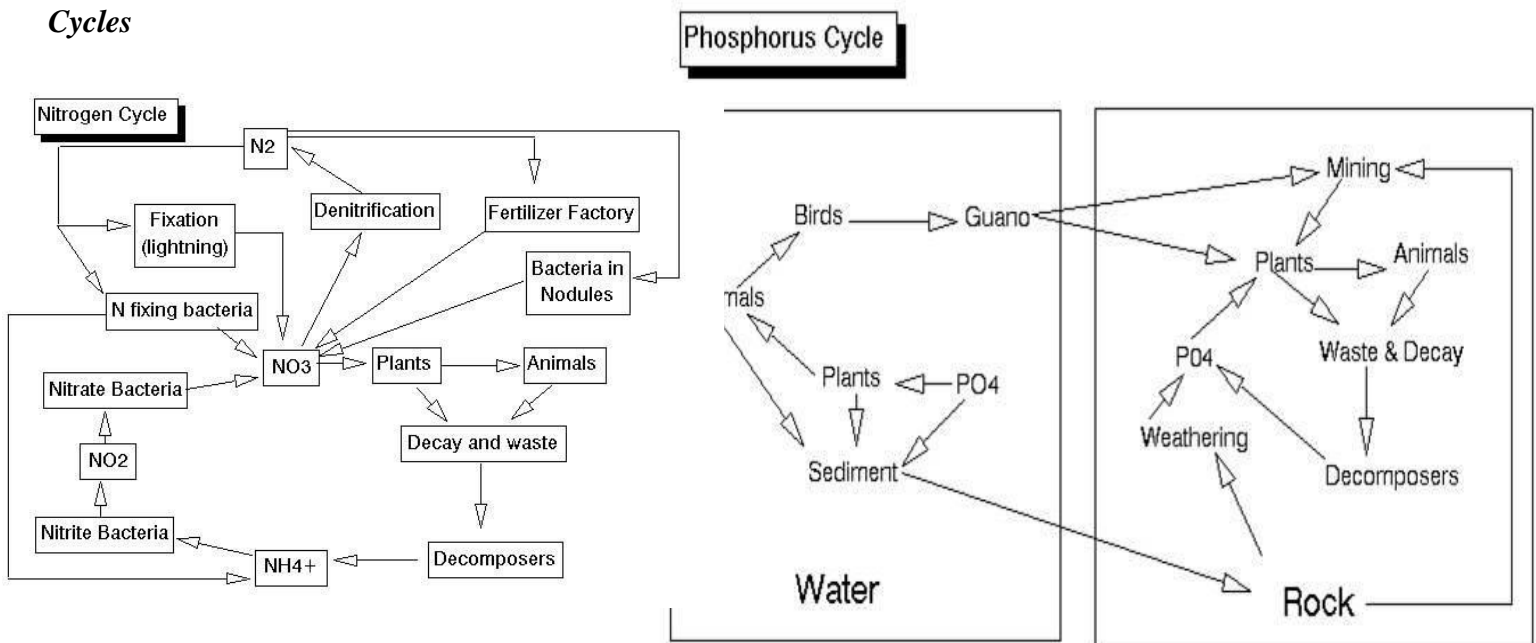 Cycles
Phosphorus Cycle
Nitrogen Cycle
N2
Fixation
(lightning)
Denitrification
Fertilizer Factory
Bacteria in
Nodules
N fixing bacteria
NO3
Plants
Animals
Nitrate Bacteria
Decay and waste
NO2
Nitrite Bacteria
NH4+
Decomposers
Birds
Guano
mals
Plants
PO4
Sediment
Water
Mining
Plants
Animals
P04
Waste & Decay
Weathering
Decomposers
Rock